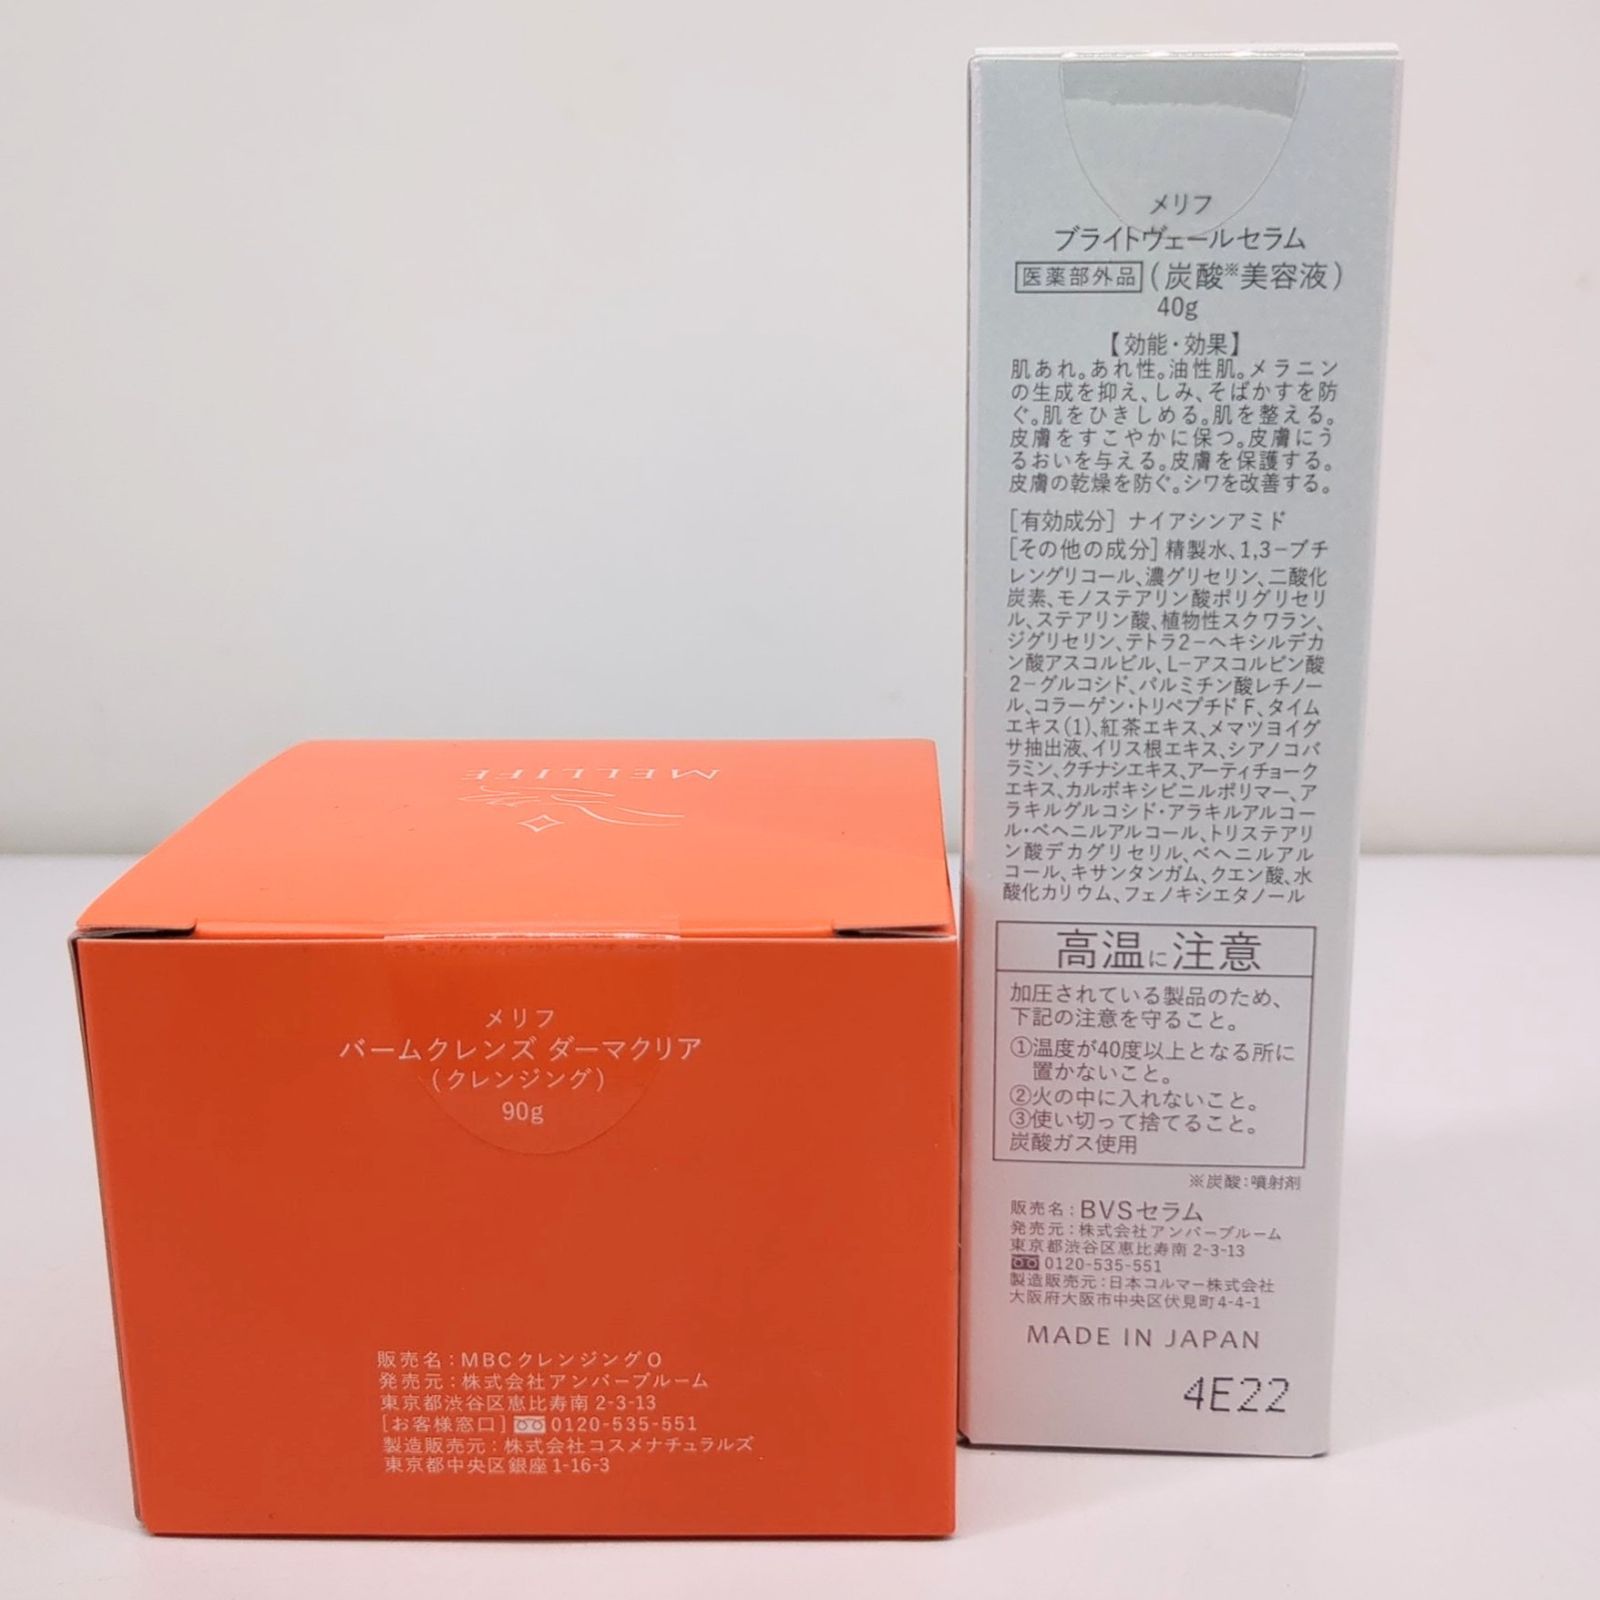 MELLIFE
メリフ
バームクレンズ ダーマクリア
(クレンジング)
90g
販売名:MBCクレンジングO
発売元:株式会社アンバーブルーム
東京都渋谷区恵比寿南2-3-13
[お客様窓口] 0120-535-551
製造販売元:株式会社コスメナチュラルズ
東京都中央区銀座1-16-3
メリフ
ブライトヴェールセラム
医薬部外品(炭酸※美容液)
40g
【効能・効果】
肌あれ。あれ性。油性肌。メラニン
の生成を抑え、しみ、そばかすを防
ぐ。肌をひきしめる。肌を整える。
皮膚をすこやかに保つ。皮膚にう
るおいを与える。皮膚を保護する。
皮膚の乾燥を防ぐ。シワを改善する。
[有効成分] ナイアシンアミド
[その他の成分]精製水、1,3-ブチ
レングリコール、濃グリセリン、二酸化
炭素、モノステアリン酸ポリグリセリ
ル、ステアリン酸、植物性スクワラン、
ジグリセリン、テトラ2-ヘキシルデカ
ン酸アスコルビル、L-アスコルビン酸
2-グルコシド、パルミチン酸レチノー
ル、コラーゲン・トリペプチド F、タイム
エキス(1)、紅茶エキス、メマツヨイグ
サ抽出液、イリス根エキス、シアノコバ
ラミン、クチナシエキス、アーティチョーク
エキス、カルボキシビニルポリマー、ア
ラキルグルコシド・アラキルアルコー
ル・ベヘニルアルコール、トリステアリ
ン酸デカグリセリル、ベヘニルアル
コール、キサンタンガム、クエン酸、水
酸化カリウム、フェノキシエタノール
高温に注意
加圧されている製品のため、
下記の注意を守ること。
①温度が40度以上となる所に
置かないこと。
②火の中に入れないこと。
③使い切って捨てること。
炭酸ガス使用
※炭酸:噴射剤
販売名:BVSセラム
発売元:株式会社アンバーブルーム
東京都渋谷区恵比寿南2-3-13
0120-535-551
製造販売元:日本コルマー株式会社
大阪府大阪市中央区伏見町4-4-1
MADE IN JAPAN
4E22